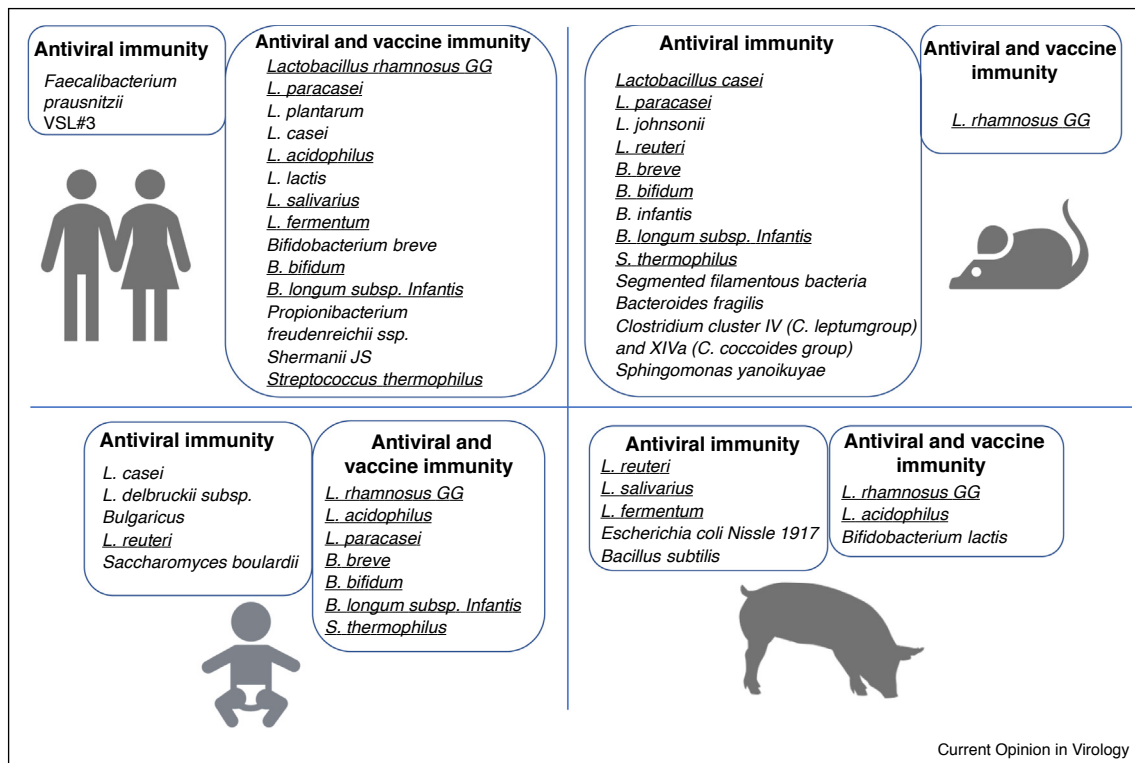 Antiviral immunity
Faecalibacterium
prausnitzii
VSL#3
Antiviral and vaccine immunity
Lactobacillus rhamnosus GG
L. paracasei
L. plantarum
L. casei
L. acidophilus
L. lactis
L. salivarius
L. fermentum
Bifidobacterium breve
B. bifidum
B. longum subsp. Infantis
Propionibacterium
freudenreichii ssp.
Shermanii JS
Streptococcus thermophilus
Antiviral immunity
Lactobacillus casei
L. paracasei
L. johnsonii
L. reuteri
B. breve
B. bifidum
B. infantis
B. longum subsp. Infantis
S. thermophilus
Segmented filamentous bacteria
Bacteroides fragilis
Clostridium cluster IV (C. leptumgroup)
and XIVa (C. coccoides group)
Sphingomonas yanoikuyae
Antiviral and vaccine
immunity
L. rhamnosus GG
Antiviral immunity
L. casei
L. delbruckii subsp.
Bulgaricus
L. reuteri
Saccharomyces boulardii
Antiviral and
vaccine immunity
L. rhamnosus GG
L. acidophilus
L. paracasei
B. breve
B. bifidum
B. longum subsp. Infantis
S. thermophilus
Antiviral immunity
L. reuteri
L. salivarius
L. fermentum
Escherichia coli Nissle 1917
Bacillus subtilis
Antiviral and vaccine
immunity
L. rhamnosus GG
L. acidophilus
Bifidobacterium lactis
Current Opinion in Virology